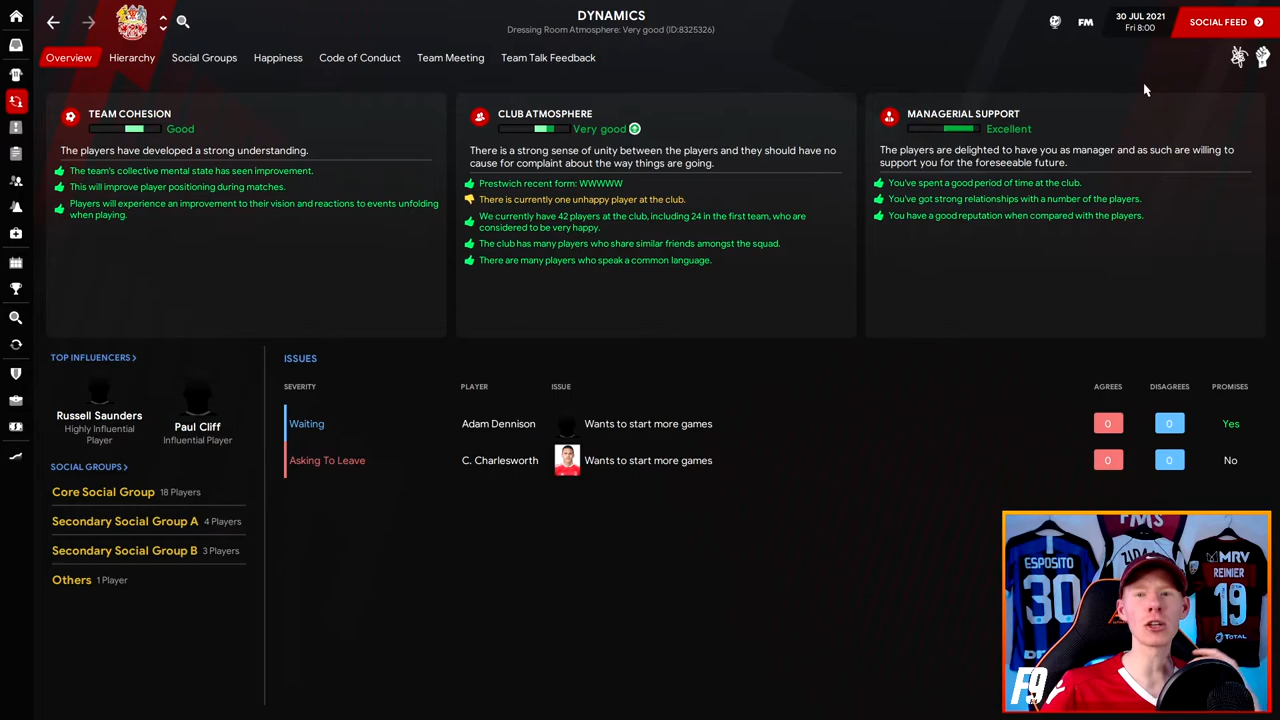 DYNAMICS
Dressing Room Atmosphere: Very good (ID:8325326)
FM
30 JUL 2021
Fri 8:00
SOCIAL FEED
Overview
Hierarchy
Social Groups
Happiness
Code of Conduct
Team Meeting
Team Talk Feedback
TEAM COHESION
Good
The players have developed a strong understanding.
The team's collective mental state has seen improvement.
This will improve player positioning during matches.
Players will experience an improvement to their vision and reactions to events unfolding
when playing.
CLUB ATMOSPHERE
Very good
There is a strong sense of unity between the players and they should have no
cause for complaint about the way things are going.
Prestwich recent form: WWWWW
There is currently one unhappy player at the club.
We currently have 42 players at the club, including 24 in the first team, who are
considered to be very happy.
The club has many players who share similar friends amongst the squad.
There are many players who speak a common language.
MANAGERIAL SUPPORT
Excellent
The players are delighted to have you as manager and as such are willing to
support you for the foreseeable future.
You've spent a good period of time at the club.
You've got strong relationships with a number of the players.
You have a good reputation when compared with the players.
TOP INFLUENCERS
Russell Saunders
Highly Influential
Player
Paul Cliff
Influential Player
SOCIAL GROUPS
Core Social Group 18 Players
Secondary Social Group A 4 Players
Secondary Social Group B 3 Players
Others 1 Player
ISSUES
SEVERITY PLAYER ISSUE AGREES DISAGREES PROMISES
Waiting Adam Dennison Wants to start more games 0 0 Yes
Asking To Leave C. Charlesworth Wants to start more games 0 0 No
ESPOSITO
30
MRV
REINIER
19
TOTAL
F9